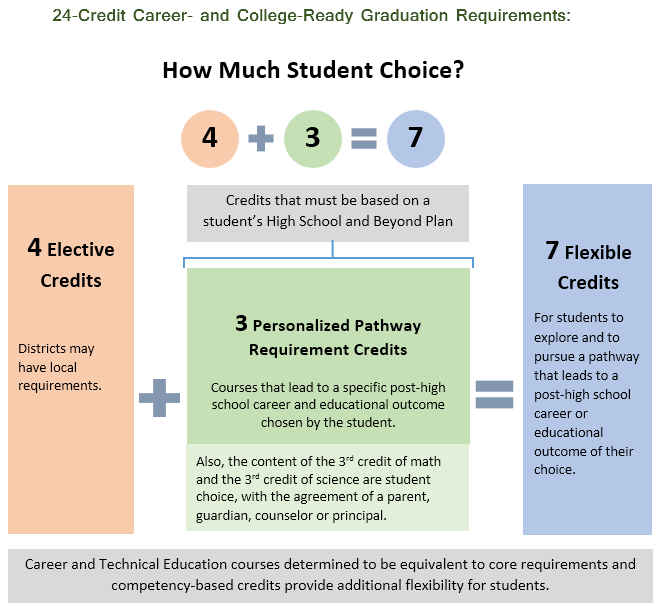 24-Credit Career- and College-Ready Graduation Requirements:
How Much Student Choice?
4 + 3 = 7
Credits that must be based on a
student's High School and Beyond Plan
4 Elective
Credits
Districts may
have local
requirements.
+
3 Personalized Pathway
Requirement Credits
Courses that lead to a specific post-high
school career and educational outcome
chosen by the student.
Also, the content of the 3rd credit of math
and the 3rd credit of science are student
choice, with the agreement of a parent,
guardian, counselor or principal.
=
7 Flexible
Credits
For students to
explore and to
pursue a pathway
that leads to a
post-high school
career or
educational
outcome of their
choice.
Career and Technical Education courses determined to be equivalent to core requirements and
competency-based credits provide additional flexibility for students.